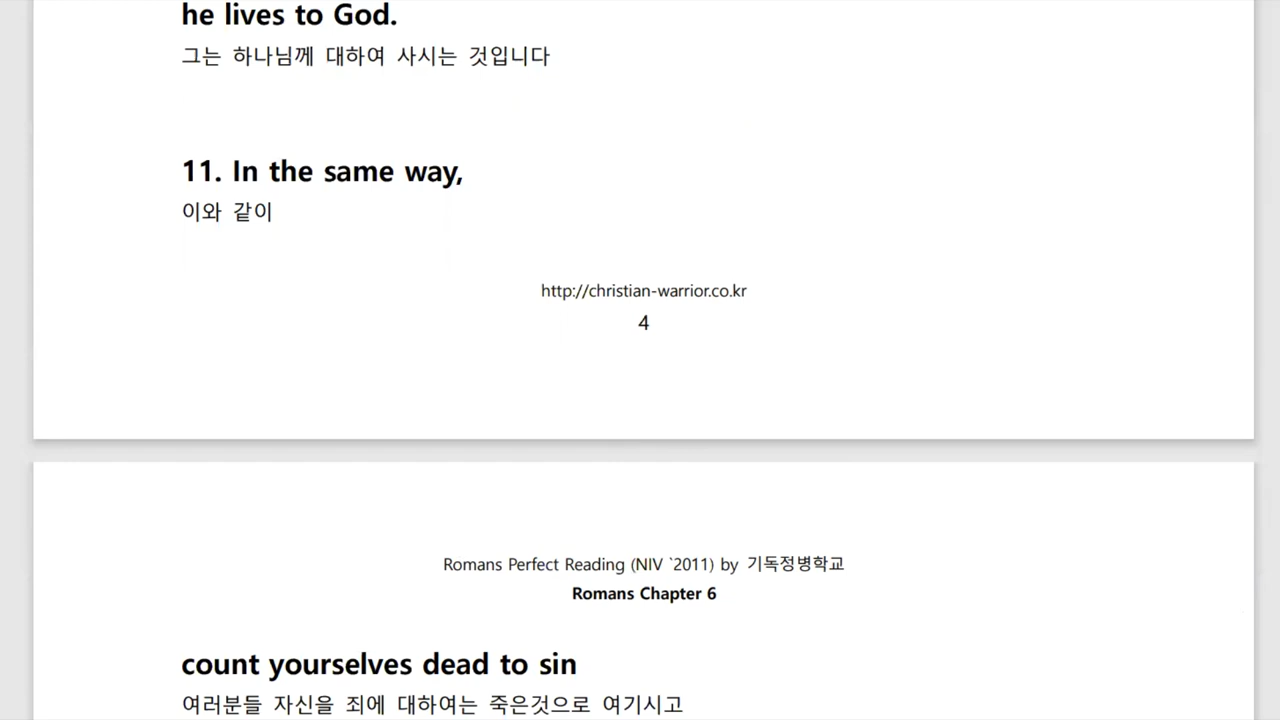 he lives to God.
그는 하나님께 대하여 사시는 것입니다
11. In the same way,
이와 같이
http://christian-warrior.co.kr
4
Romans Perfect Reading (NIV `2011) by 기독정병학교
Romans Chapter 6
count yourselves dead to sin
여러분들 자신을 죄에 대하여는 죽은것으로 여기시고